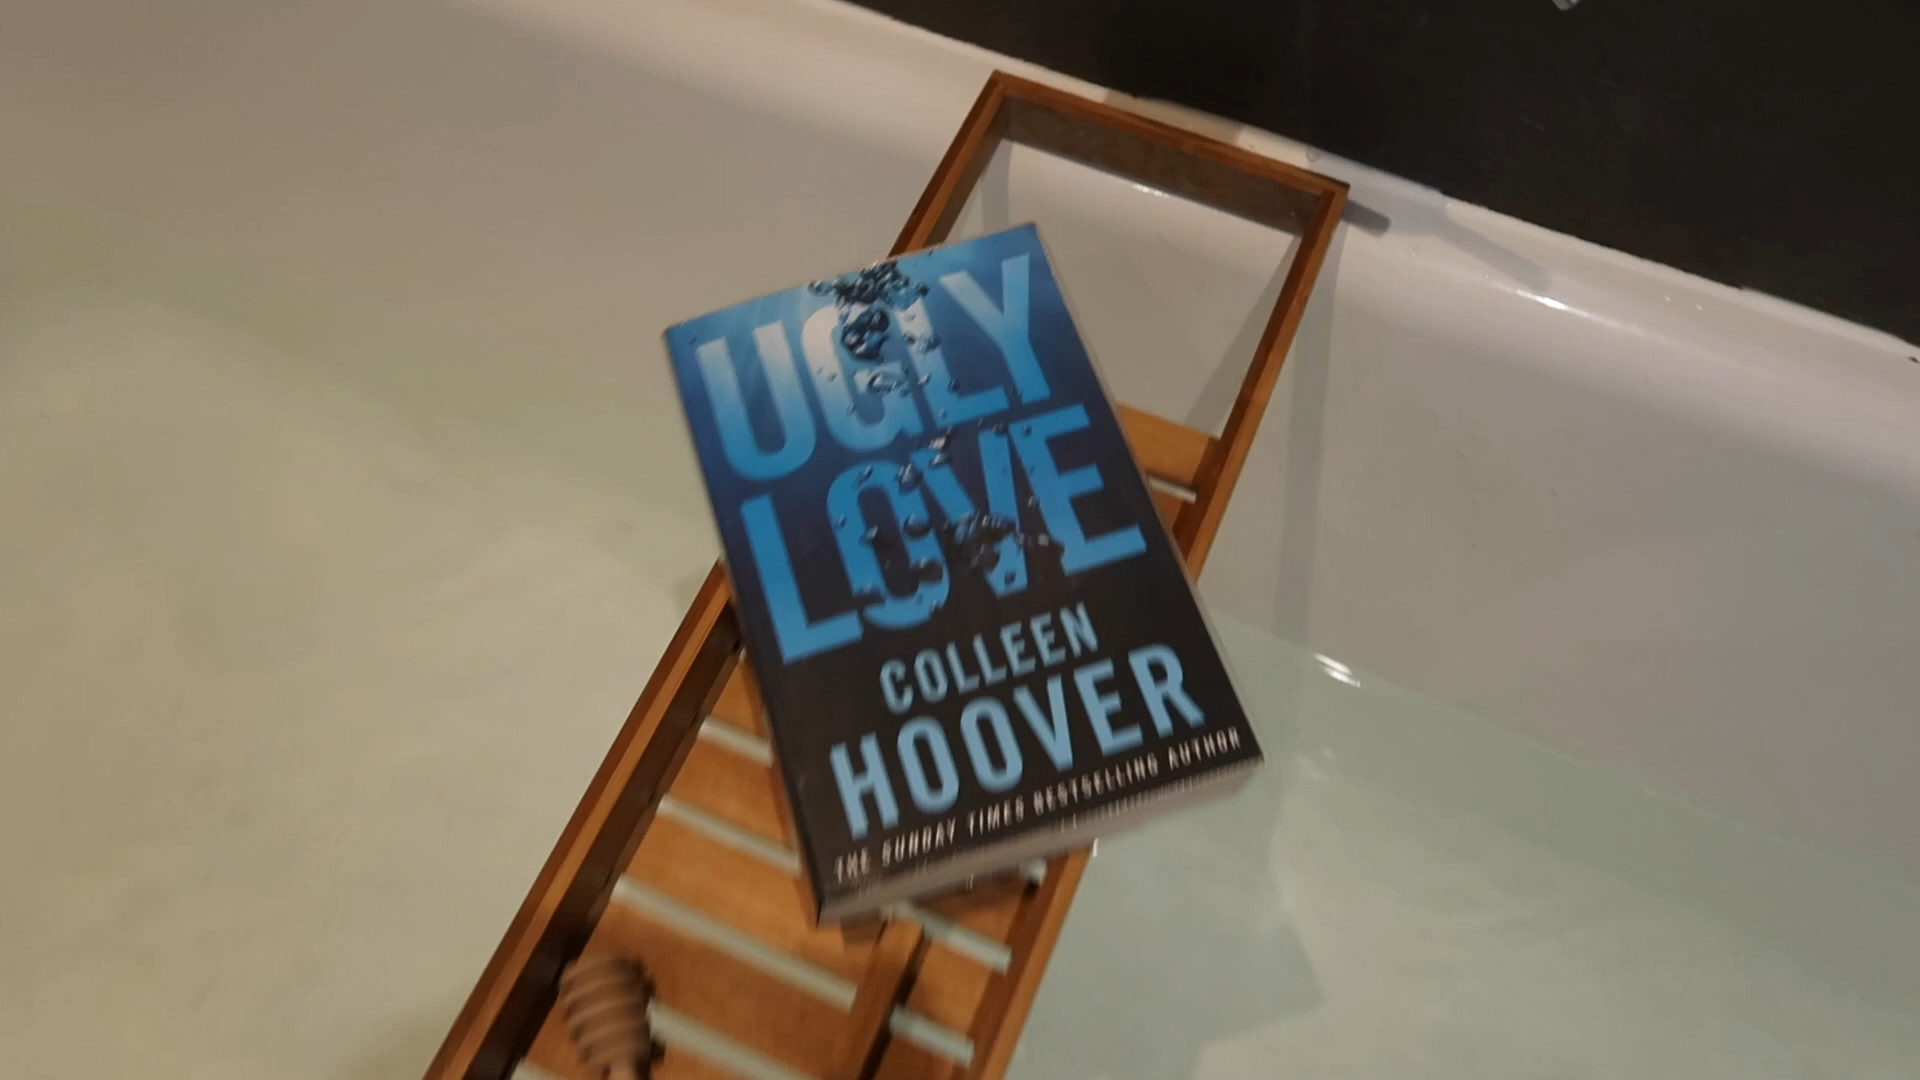 UGLY
LOVE
COLLEEN
HOOVER
THE SUNDAY TIMES BESTSELLING AUTHOR